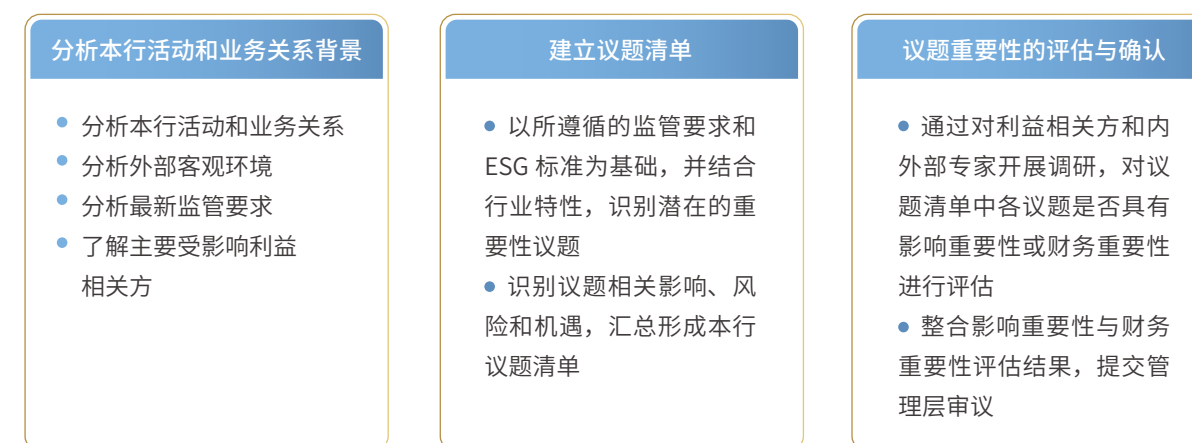 分析本行活动和业务关系背景
• 分析本行活动和业务关系
• 分析外部客观环境
• 分析最新监管要求
• 了解主要受影响利益
相关方
建立议题清单
• 以所遵循的监管要求和
ESG 标准为基础，并结合
行业特性，识别潜在的重
要性议题
• 识别议题相关影响、风
险和机遇，汇总形成本行
议题清单
议题重要性的评估与确认
• 通过对利益相关方和内
外部专家开展调研，对议
题清单中各议题是否具有
影响重要性或财务重要性
进行评估
• 整合影响重要性与财务
重要性评估结果，提交管
理层审议